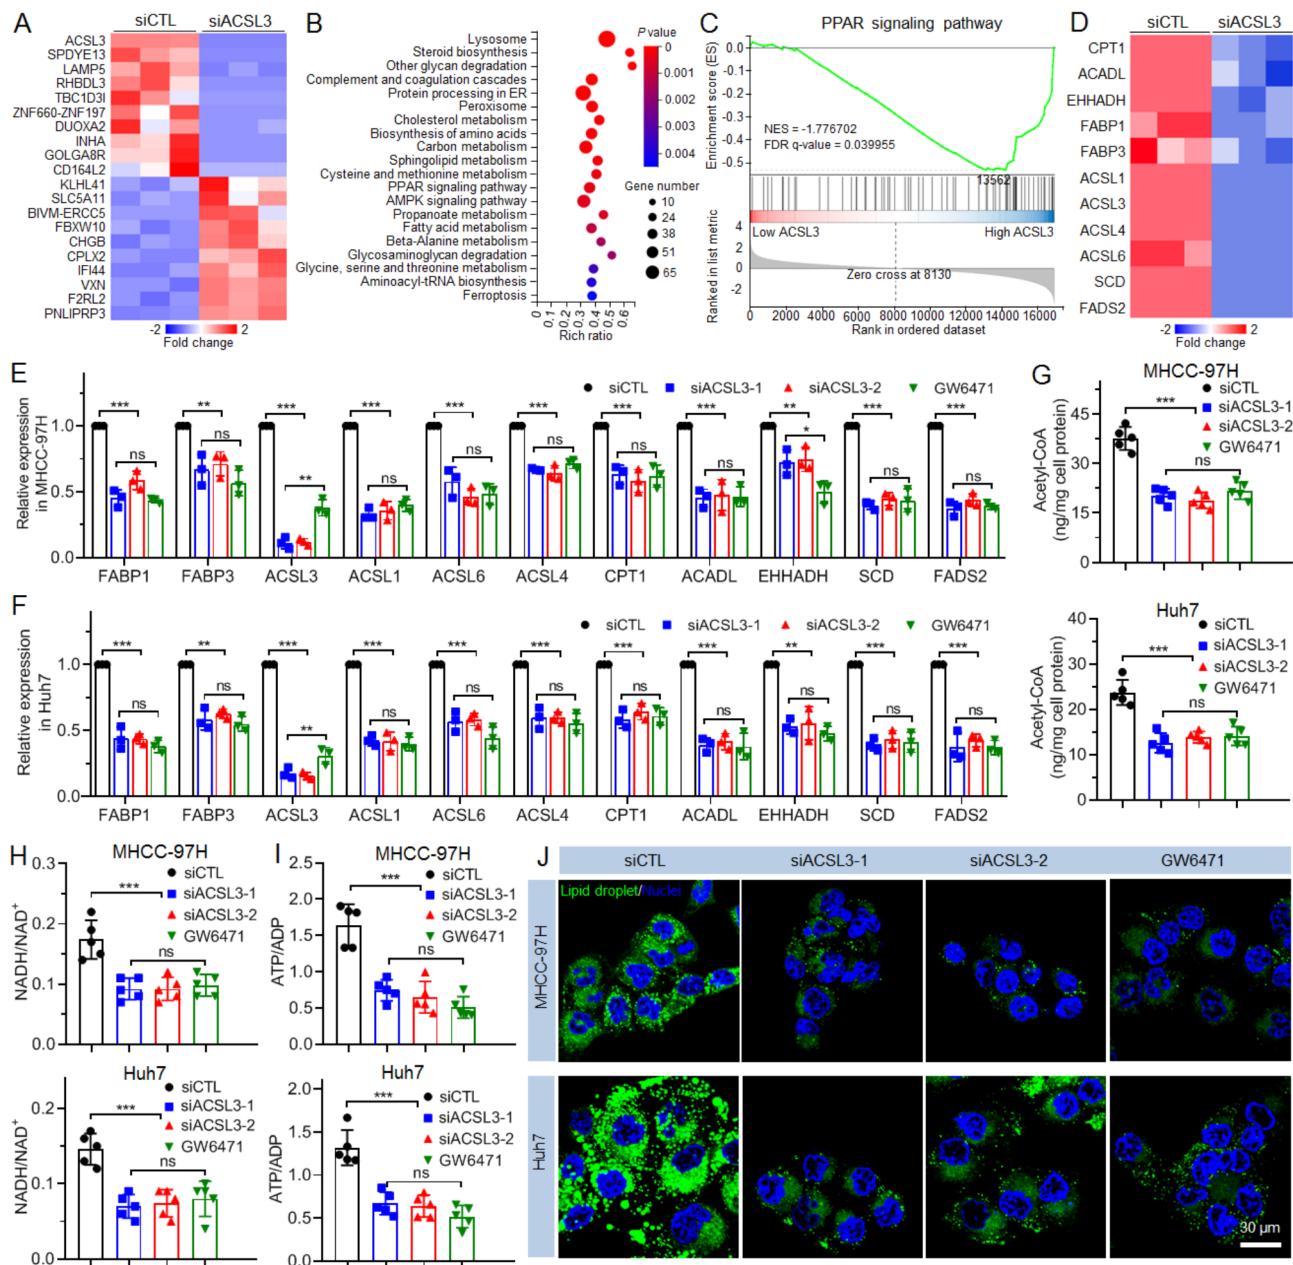 A
siCTL
siACSL3
ACSL3
SPDYE13
LAMP5
RHBDL3
TBC1D3I
ZNF660-ZNF197
DUOXA2
INHA
GOLGA8R
CD164L2
KLHL41
SLC5A11
BIVM-ERCC5
FBXW10
CHGB
CPLX2
IFI44
VXN
F2RL2
PNLIPRP3
-2
2
Fold change
B
Lysosome
Steroid biosynthesis
Other glycan degradation
Complement and coagulation cascades
Protein processing in ER
Peroxisome
Cholesterol metabolism
Biosynthesis of amino acids
Carbon metabolism
Sphingolipid metabolism
Cysteine and methionine metabolism
PPAR signaling pathway
AMPK signaling pathway
Propanoate metabolism
Fatty acid metabolism
Beta-Alanine metabolism
Glycosaminoglycan degradation
Glycine, serine and threonine metabolism
Aminoacyl-tRNA biosynthesis
Ferroptosis
0
0.1
0.2
0.3
0.4
0.5
0.6
Rich ratio
P value
0
0.001
0.002
0.003
0.004
Gene number
10
24
38
51
65
C
PPAR signaling pathway
Enrichment score (ES)
0.0
-0.1
-0.2
-0.3
-0.4
-0.5
NES = -1.776702
FDR q-value = 0.039955
13562
Low ACSL3
High ACSL3
Ranked in list metric
4
2
0
-2
Zero cross at 8130
0
2000
4000
6000
8000
10000
12000
14000
16000
Rank in ordered dataset
D
siCTL
siACSL3
CPT1
ACADL
EHHADH
FABP1
FABP3
ACSL1
ACSL3
ACSL4
ACSL6
SCD
FADS2
-2
2
Fold change
E
Relative expression
in MHCC-97H
1.0
0.5
0.0
siCTL
siACSL3-1
siACSL3-2
GW6471
***
**
***
***
***
***
***
***
**
***
***
ns
ns
**
ns
ns
ns
ns
ns
*
ns
ns
FABP1
FABP3
ACSL3
ACSL1
ACSL6
ACSL4
CPT1
ACADL
EHHADH
SCD
FADS2
F
Relative expression
in Huh7
1.0
0.5
0.0
siCTL
siACSL3-1
siACSL3-2
GW6471
***
**
***
***
***
***
***
***
**
***
***
ns
ns
**
ns
ns
ns
ns
ns
ns
ns
ns
FABP1
FABP3
ACSL3
ACSL1
ACSL6
ACSL4
CPT1
ACADL
EHHADH
SCD
FADS2
G
MHCC-97H
Acetyl-CoA
(ng/mg cell protein)
45
30
15
0
siCTL
siACSL3-1
siACSL3-2
GW6471
***
ns
Huh7
Acetyl-CoA
(ng/mg cell protein)
40
30
20
10
0
siCTL
siACSL3-1
siACSL3-2
GW6471
***
ns
H
MHCC-97H
NADH/NAD+
0.3
0.2
0.1
0.0
siCTL
siACSL3-1
siACSL3-2
GW6471
***
ns
Huh7
NADH/NAD+
0.2
0.1
0.0
siCTL
siACSL3-1
siACSL3-2
GW6471
***
ns
I
MHCC-97H
ATP/ADP
2.5
2.0
1.5
1.0
0.5
0.0
siCTL
siACSL3-1
siACSL3-2
GW6471
***
ns
Huh7
ATP/ADP
2.0
1.5
1.0
0.5
0.0
siCTL
siACSL3-1
siACSL3-2
GW6471
***
ns
J
siCTL
siACSL3-1
siACSL3-2
GW6471
MHCC-97H
Lipid droplet/Nuclei
Huh7
30 µm